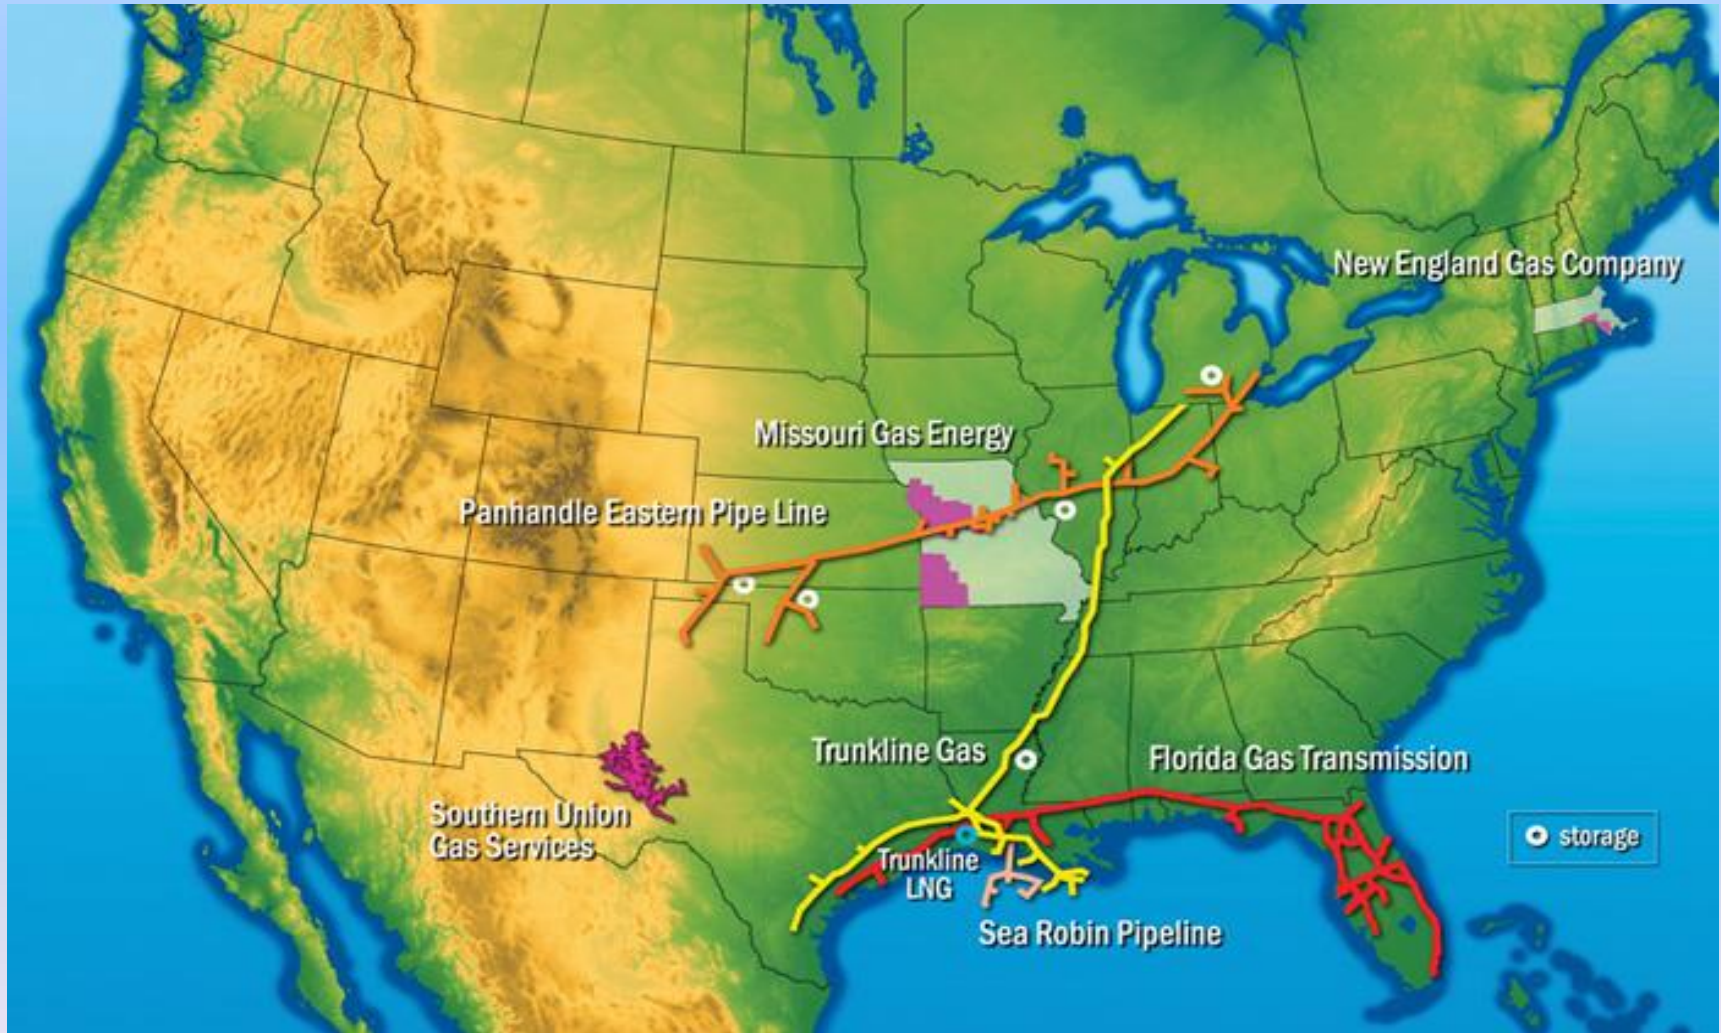 New England Gas Company
Missouri Gas Energy
Panhandle Eastern Pipe Line
Trunkline Gas
Florida Gas Transmission
Southern Union
Gas Services
storage
Trunkline
LNG
Sea Robin Pipeline